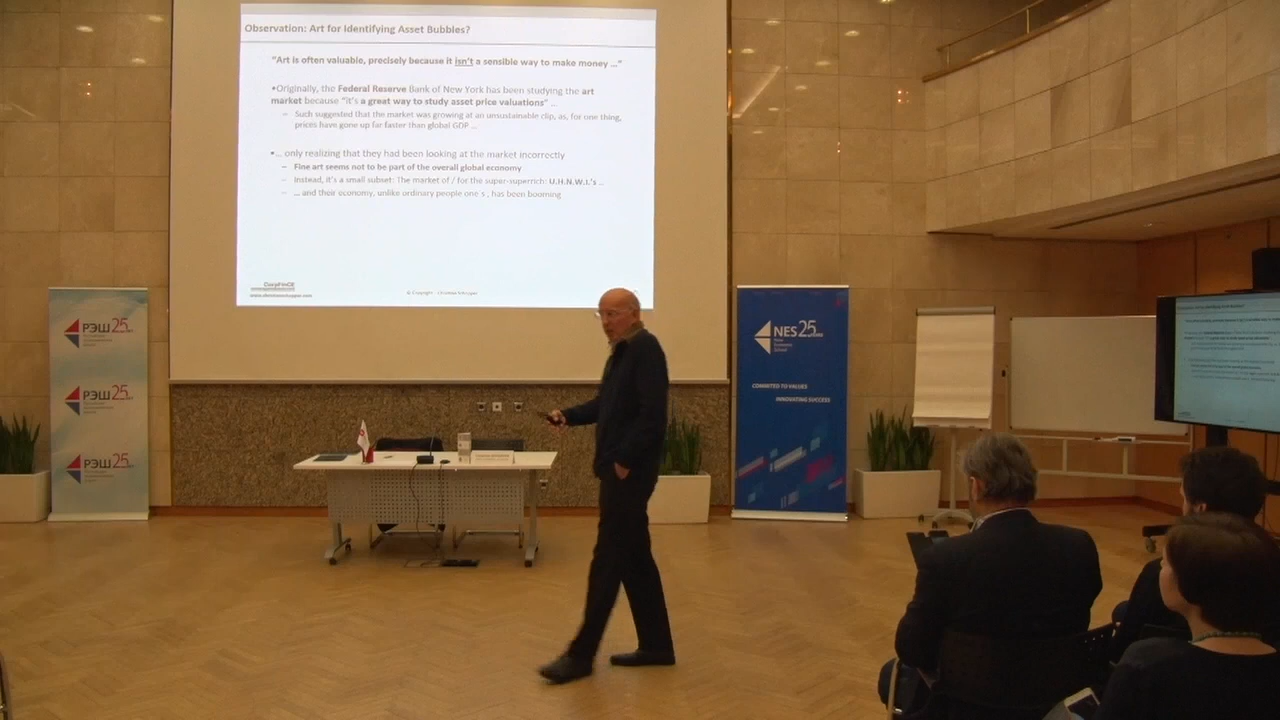 Observation: Art for Identifying Asset Bubbles?
"Art is often valuable, precisely because it isn't a sensible way to make money ..."
•Originally, the Federal Reserve Bank of New York has been studying the art
market because "it's a great way to study asset price valuations" ...
– Such suggested that the market was growing at an unsustainable clip, as, for one thing,
prices have gone up far faster than global GDP ...
•... only realizing that they had been looking at the market incorrectly
– Fine art seems not to be part of the overall global economy
– Instead, it's a small subset: The market of / for the super-superrich: U.H.N.W.I.'s ...
– ... and their economy, unlike ordinary people one s , has been booming
© Copyright
РЭШ 25
РЭШ 25
РЭШ 25
NES 25
New
Economic
School
COMMITED TO VALUES
INNOVATING SUCCESS